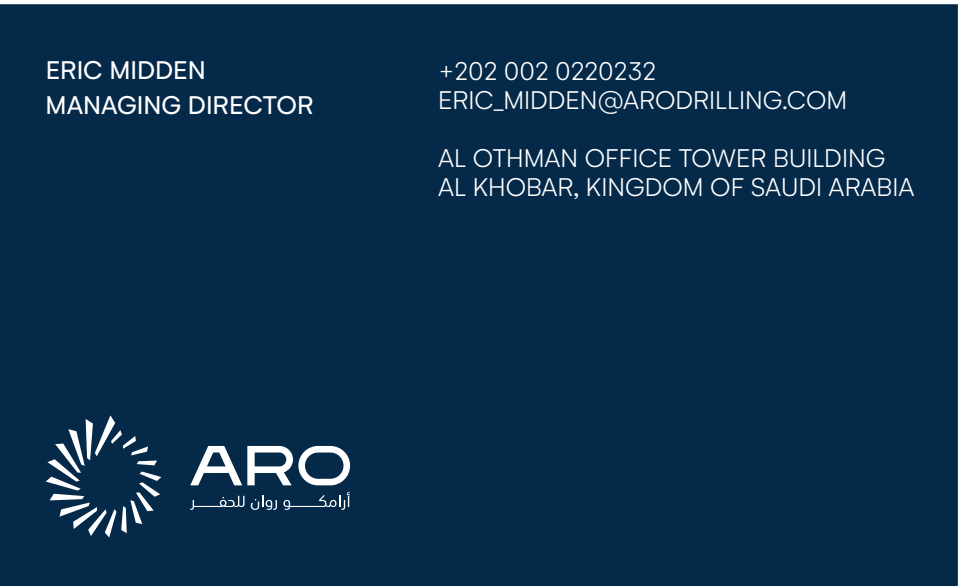 ERIC MIDDEN
MANAGING DIRECTOR
+202 002 0220232
ERIC_MIDDEN@ARODRILLING.COM
AL OTHMAN OFFICE TOWER BUILDING
AL KHOBAR, KINGDOM OF SAUDI ARABIA
ARO
أرامكـــو روان للحفـــر